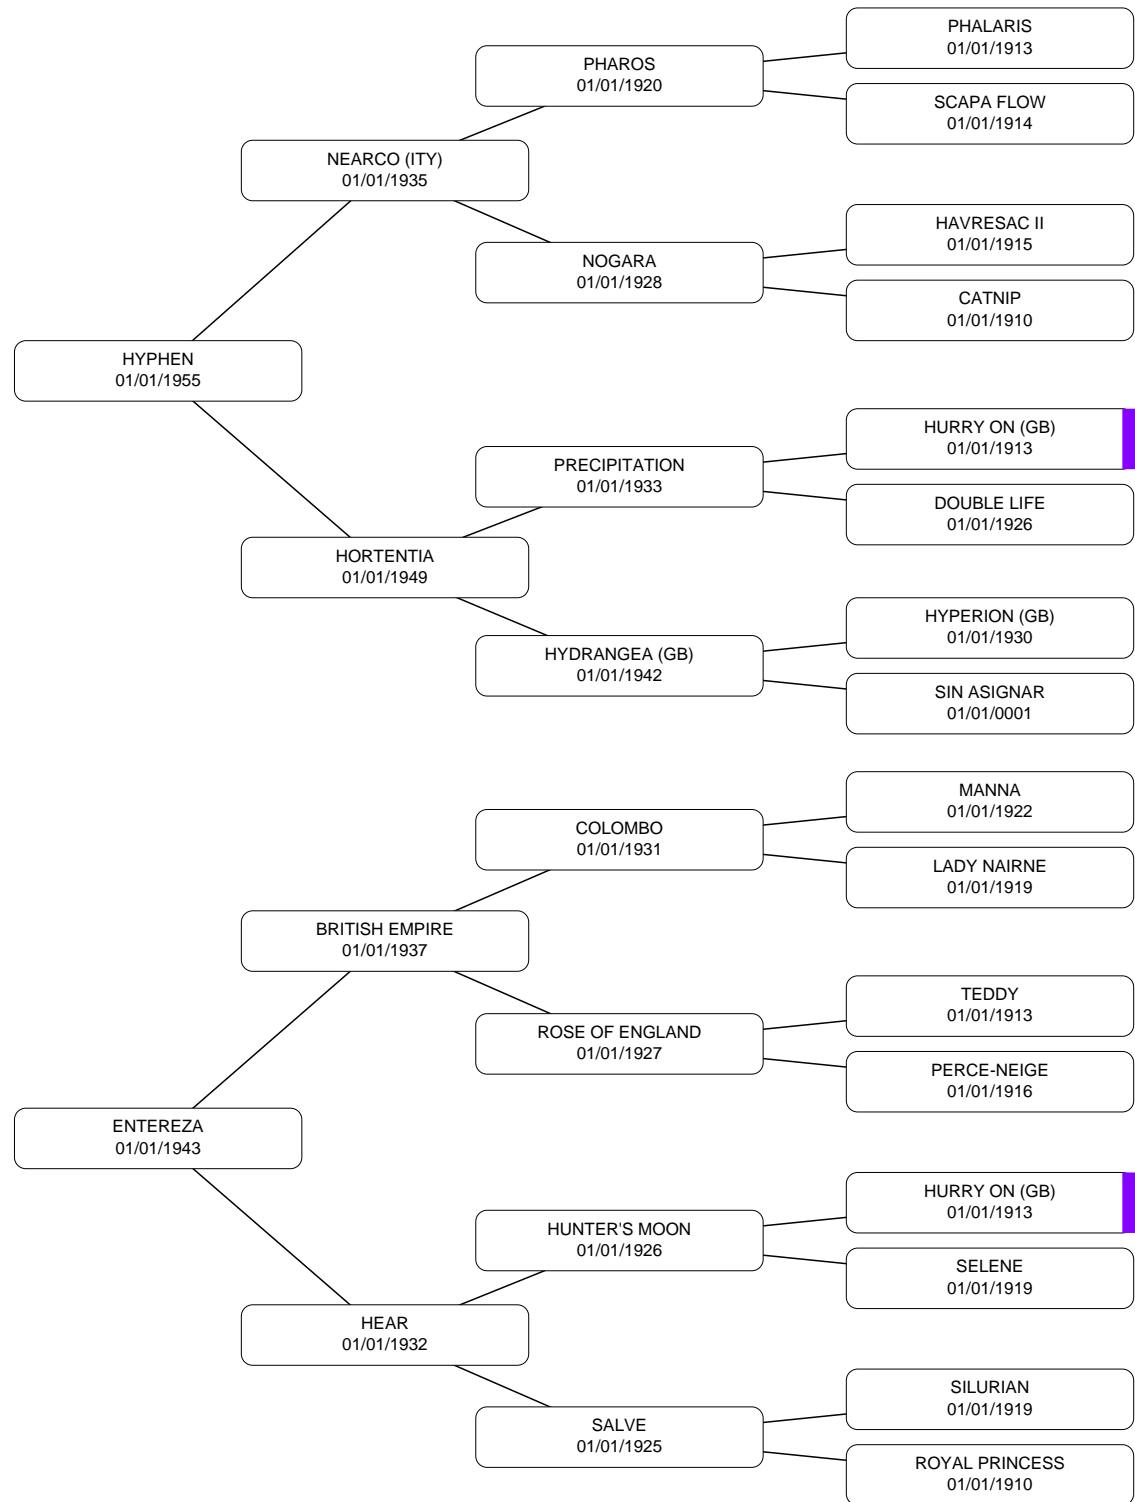 PHALARIS
01/01/1913
PHAROS
01/01/1920
SCAPA FLOW
01/01/1914
NEARCO (ITY)
01/01/1935
HAVRESAC II
01/01/1915
NOGARA
01/01/1928
CATNIP
01/01/1910
HYPHEN
01/01/1955
HURRY ON (GB)
01/01/1913
PRECIPITATION
01/01/1933
DOUBLE LIFE
01/01/1926
HORTENTIA
01/01/1949
HYPERION (GB)
01/01/1930
HYDRANGEA (GB)
01/01/1942
SIN ASIGNAR
01/01/0001
MANNA
01/01/1922
COLOMBO
01/01/1931
LADY NAIRNE
01/01/1919
BRITISH EMPIRE
01/01/1937
TEDDY
01/01/1913
ROSE OF ENGLAND
01/01/1927
PERCE-NEIGE
01/01/1916
ENTEREZA
01/01/1943
HURRY ON (GB)
01/01/1913
HUNTER'S MOON
01/01/1926
SELENE
01/01/1919
HEAR
01/01/1932
SILURIAN
01/01/1919
SALVE
01/01/1925
ROYAL PRINCESS
01/01/1910